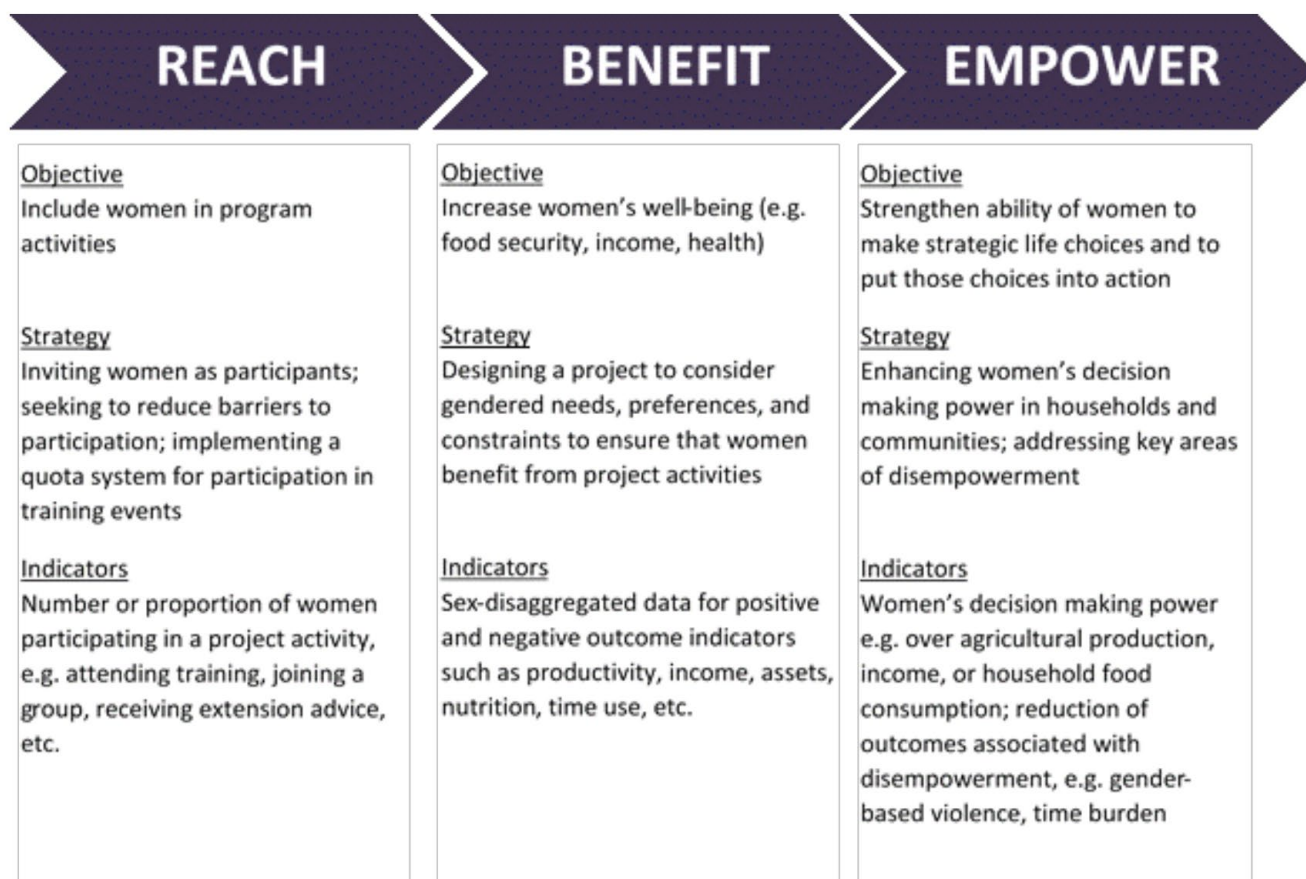 REACH
BENEFIT
EMPOWER
Objective
Include women in program
activities
Strategy
Inviting women as participants;
seeking to reduce barriers to
participation; implementing a
quota system for participation in
training events
Indicators
Number or proportion of women
participating in a project activity,
e.g. attending training, joining a
group, receiving extension advice,
etc.
Objective
Increase women’s well-being (e.g.
food security, income, health)
Strategy
Designing a project to consider
gendered needs, preferences, and
constraints to ensure that women
benefit from project activities
Indicators
Sex-disaggregated data for positive
and negative outcome indicators
such as productivity, income, assets,
nutrition, time use, etc.
Objective
Strengthen ability of women to
make strategic life choices and to
put those choices into action
Strategy
Enhancing women’s decision
making power in households and
communities; addressing key areas
of disempowerment
Indicators
Women’s decision making power
e.g. over agricultural production,
income, or household food
consumption; reduction of
outcomes associated with
disempowerment, e.g. gender-
based violence, time burden